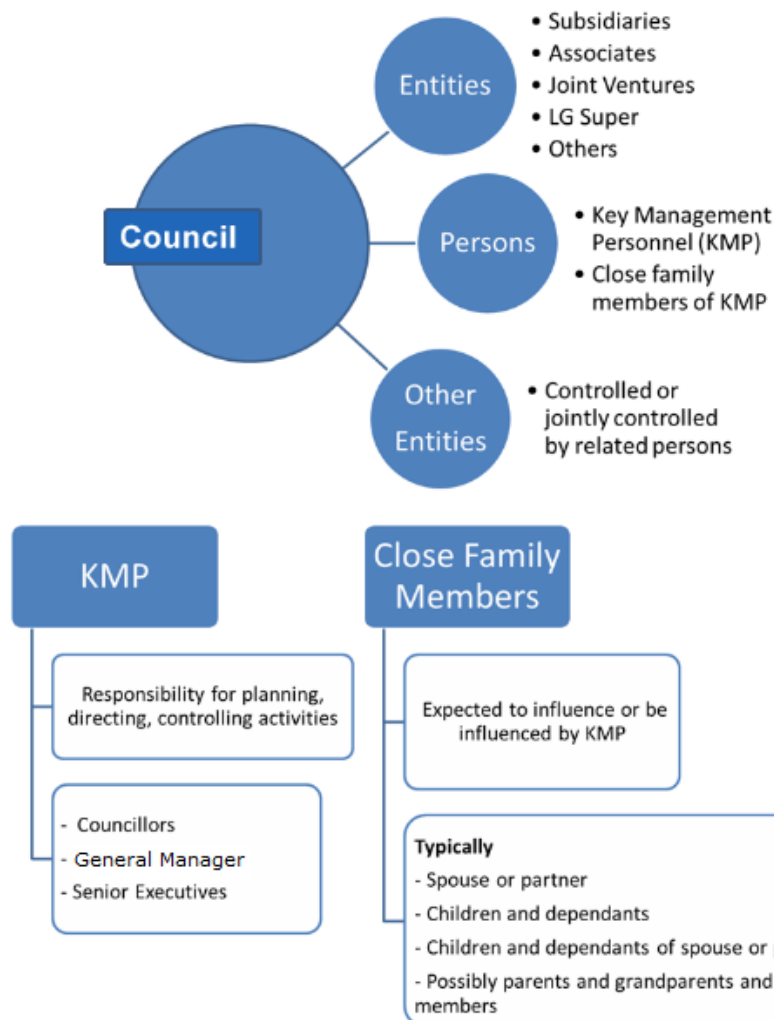 • Subsidiaries
• Associates
• Joint Ventures
• LG Super
• Others
Entities
Council
Persons
• Key Management
Personnel (KMP)
• Close family
members of KMP
Other
Entities
• Controlled or
jointly controlled
by related persons
KMP
Responsibility for planning,
directing, controlling activities
- Councillors
- General Manager
- Senior Executives
Close Family
Members
Expected to influence or be
influenced by KMP
Typically
- Spouse or partner
- Children and dependants
- Children and dependants of spouse or
- Possibly parents and grandparents and
members